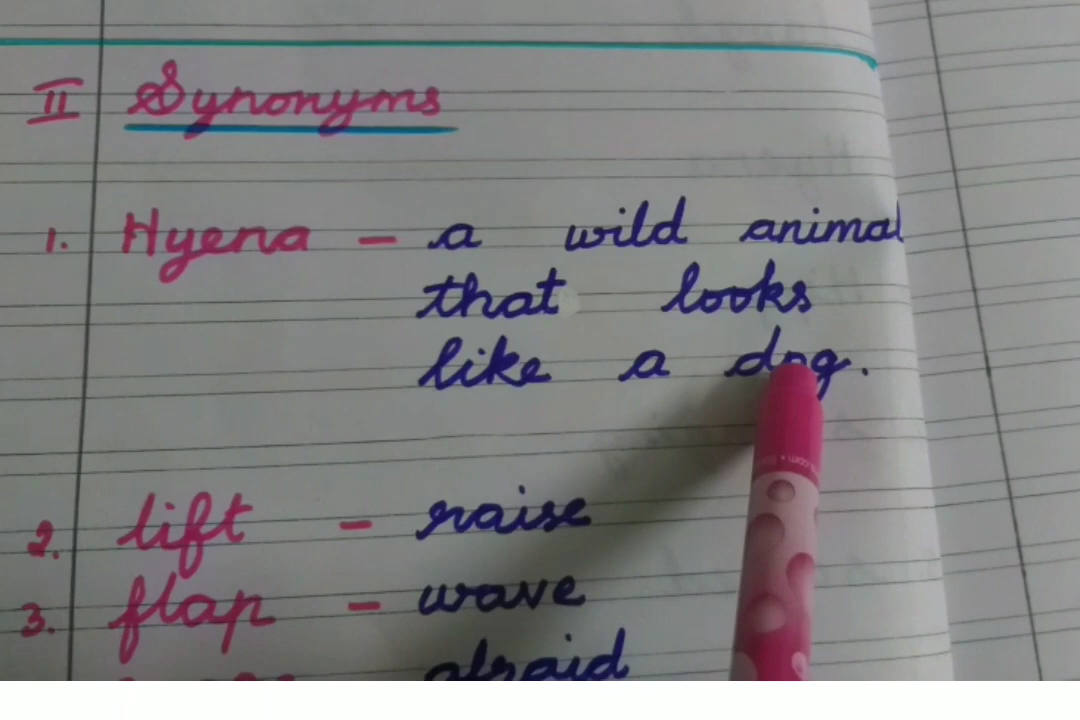 II Synonyms
1. Hyena - a wild animal
that looks
like a dog.
2. lift - raise
3. flap - wave
afraid